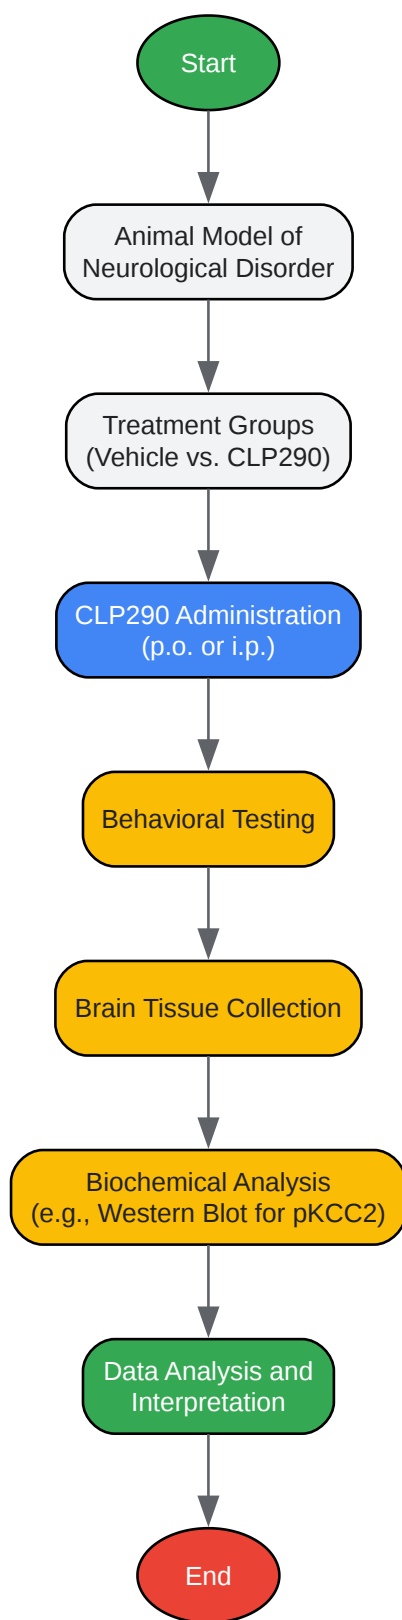 Start
Animal Model of
Neurological Disorder
Treatment Groups
(Vehicle vs. CLP290)
CLP290 Administration
(p.o. or i.p.)
Behavioral Testing
Brain Tissue Collection
Biochemical Analysis
(e.g., Western Blot for pKCC2)
Data Analysis and
Interpretation
End